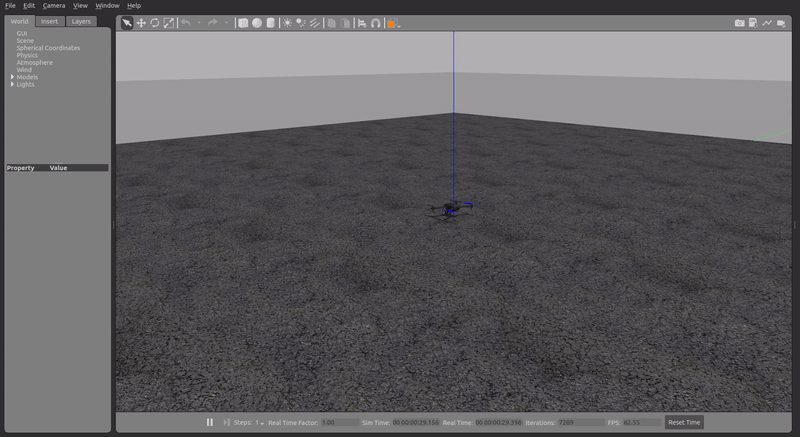 File Edit Camera View Window Help
World Insert Layers
GUI
Scene
Spherical Coordinates
Physics
Atmosphere
Wind
Models
Lights
Property Value
Steps: 1 Real Time Factor: 1.00 Sim Time: 00 00:00:29.156 Real Time: 00 00:00:29.396 Iterations: 7289 FPS: 62.55 Reset Time